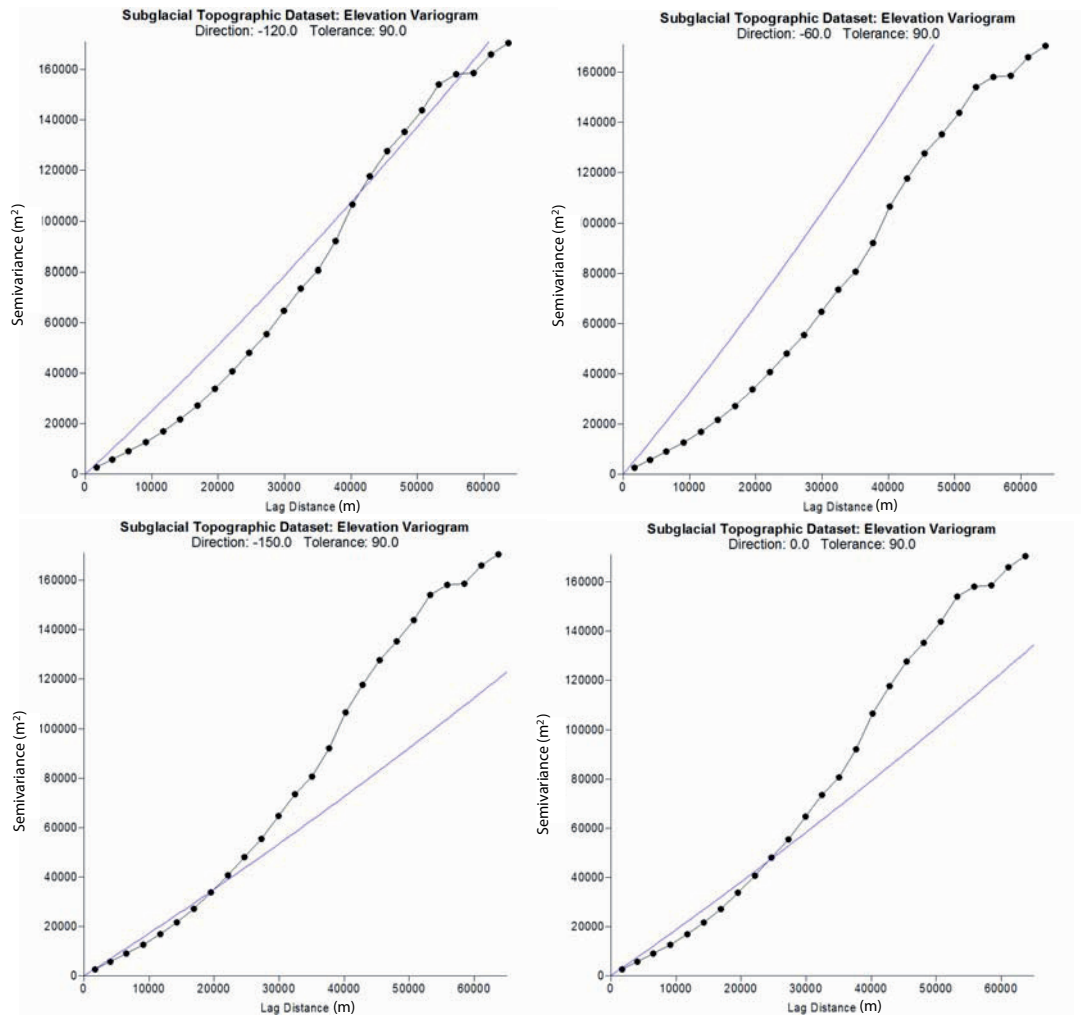 Subglacial Topographic Dataset: Elevation Variogram
Direction: -120.0 Tolerance: 90.0
160000
140000
120000
100000
80000
60000
40000
20000
0
Semivariance (m²)
0 10000 20000 30000 40000 50000 60000
Lag Distance (m)
Subglacial Topographic Dataset: Elevation Variogram
Direction: -60.0 Tolerance: 90.0
160000
140000
120000
100000
80000
60000
40000
20000
0
Semivariance (m²)
0 10000 20000 30000 40000 50000 60000
Lag Distance (m)
Subglacial Topographic Dataset: Elevation Variogram
Direction: -150.0 Tolerance: 90.0
160000
140000
120000
100000
80000
60000
40000
20000
0
Semivariance (m²)
0 10000 20000 30000 40000 50000 60000
Lag Distance (m)
Subglacial Topographic Dataset: Elevation Variogram
Direction: 0.0 Tolerance: 90.0
160000
140000
120000
100000
80000
60000
40000
20000
0
Semivariance (m²)
0 10000 20000 30000 40000 50000 60000
Lag Distance (m)